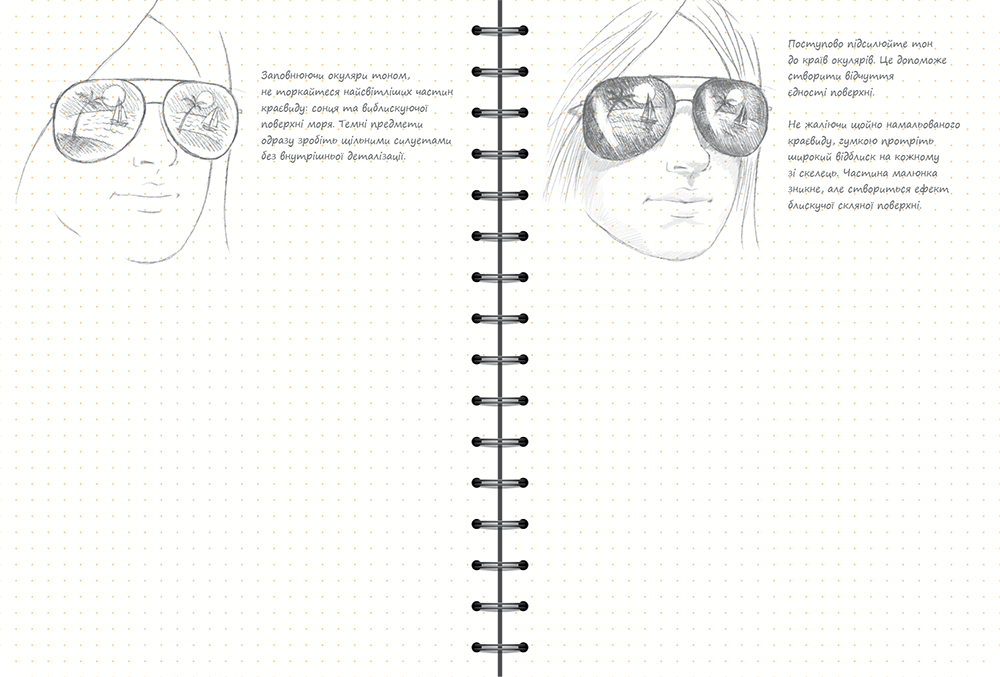 Заповнюючи окуляри тоном,
не торкайтеся найсвітліших частин
краєвиду: сонця та виблискуючої
поверхні моря. Темні предмети
одразу зробіть щільними силуетами
без внутрішньої деталізації.
Поступово підсилюйте тон
до країв окулярів. Це допоможе
створити відчуття
єдності поверхні.
Не жаліючи щойно намальованого
краєвиду, гумкою протріть
широкий відблиск на кожному
зі скелець. Частина малюнка
зникне, але створиться ефект
блискучої скляної поверхні.